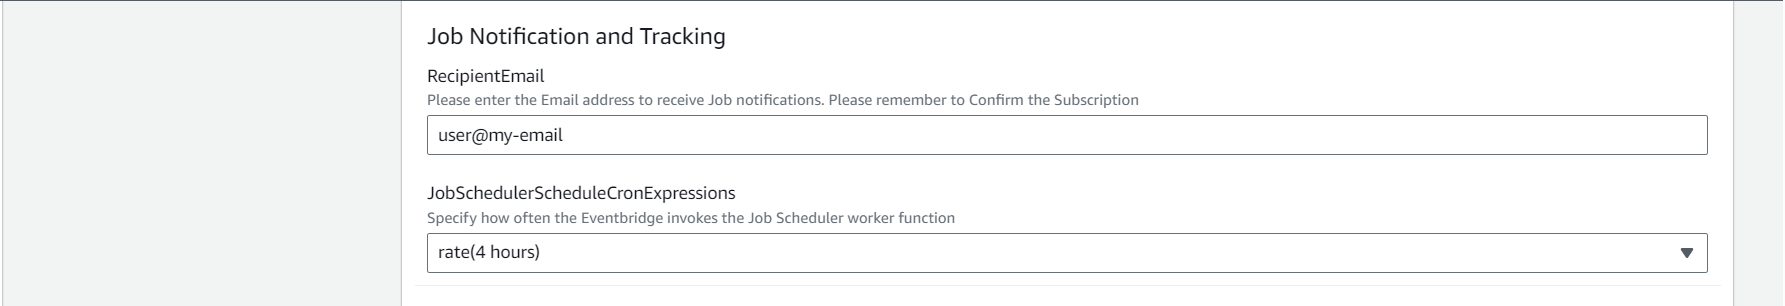 Job Notification and Tracking
RecipientEmail
Please enter the Email address to receive Job notifications. Please remember to Confirm the Subscription
user@my-email
JobSchedulerScheduleCronExpressions
Specify how often the Eventbridge invokes the Job Scheduler worker function
rate(4 hours)